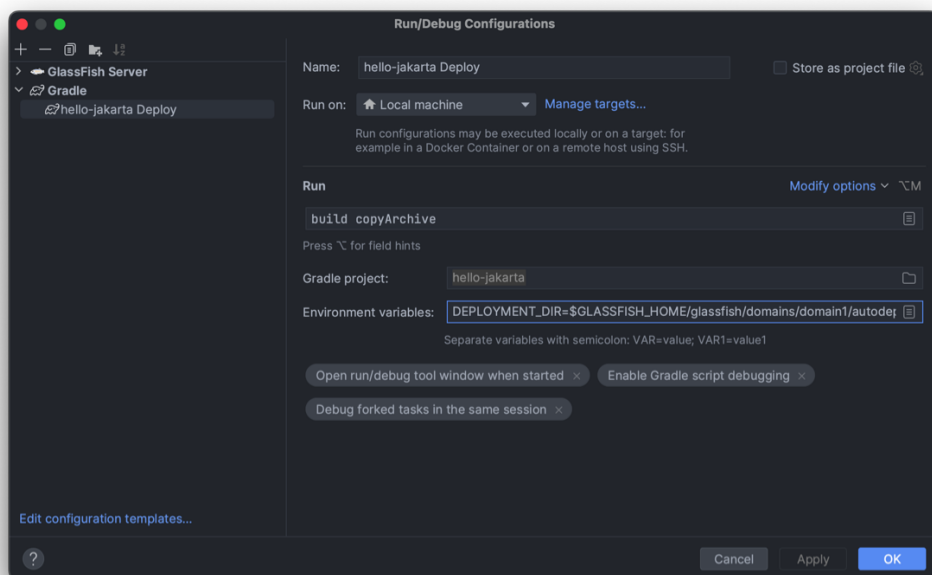 Run/Debug Configurations
GlassFish Server
Gradle
hello-jakarta Deploy
Edit configuration templates...
Name: hello-jakarta Deploy Store as project file
Run on: Local machine Manage targets...
Run configurations may be executed locally or on a target: for
example in a Docker Container or on a remote host using SSH.
Run Modify options ⌥M
build copyArchive
Press ⌥ for field hints
Gradle project: hello-jakarta
Environment variables: DEPLOYMENT_DIR=$GLASSFISH_HOME/glassfish/domains/domain1/autodep
Separate variables with semicolon: VAR=value; VAR1=value1
Open run/debug tool window when started × Enable Gradle script debugging ×
Debug forked tasks in the same session ×
? Cancel Apply OK